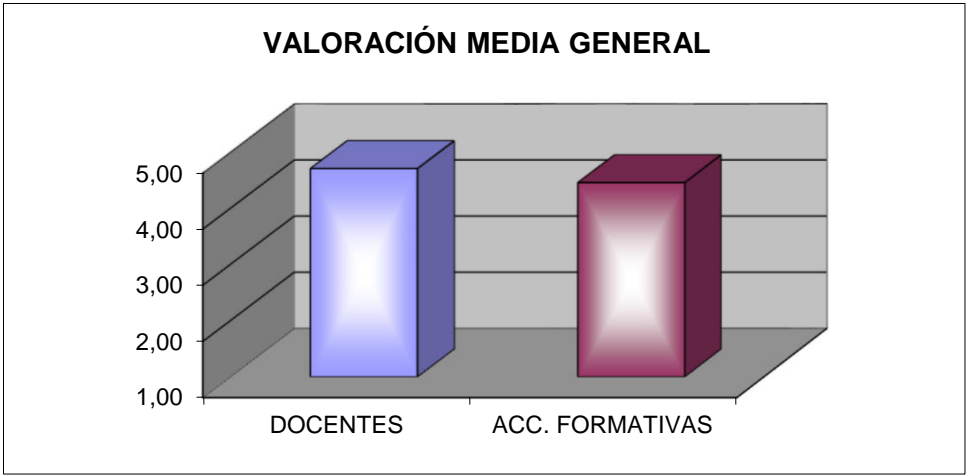 VALORACIÓN MEDIA GENERAL
5,00
4,00
3,00
2,00
1,00
DOCENTES
ACC. FORMATIVAS